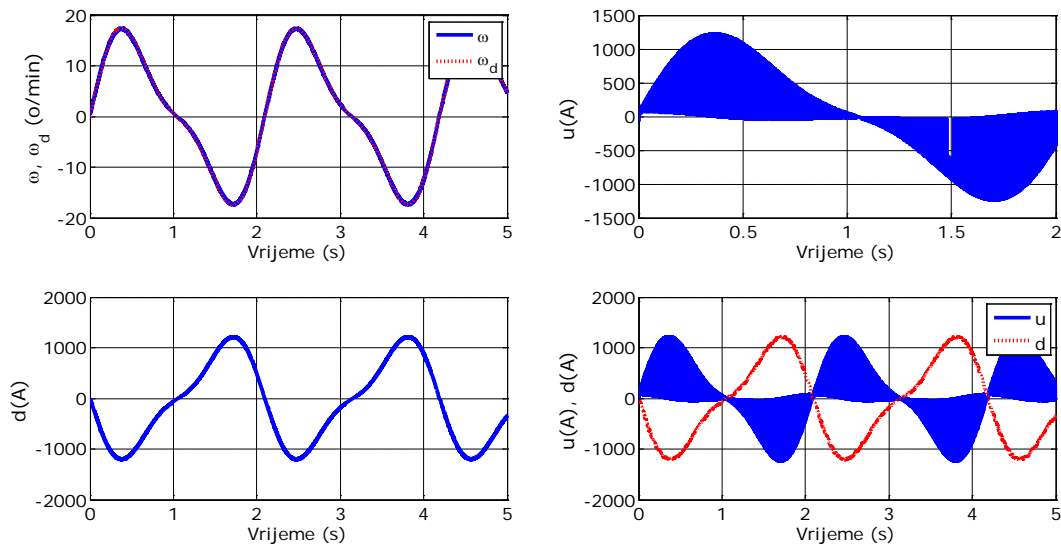 20
10
0
-10
-20
ω, ω_d (o/min)
ω
ω_d
0 1 2 3 4 5
Vrijeme (s)
1500
1000
500
0
-500
-1000
-1500
u(A)
0 0.5 1 1.5 2
Vrijeme (s)
2000
1000
0
-1000
-2000
d(A)
0 1 2 3 4 5
Vrijeme (s)
2000
1000
0
-1000
-2000
u(A), d(A)
u
d
0 1 2 3 4 5
Vrijeme (s)